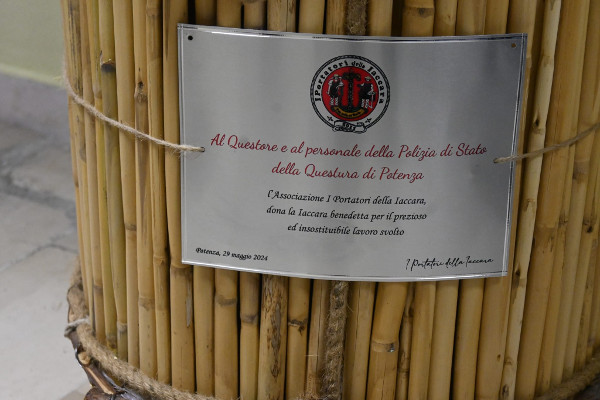 I Portatori della Iaccara
Al Questore e al personale della Polizia di Stato
della Questura di Potenza
l'Associazione I Portatori della Iaccara,
dona la Iaccara benedetta per il prezioso
ed insostituibile lavoro svolto
Potenza, 29 maggio 2024
I Portatori della Iaccara